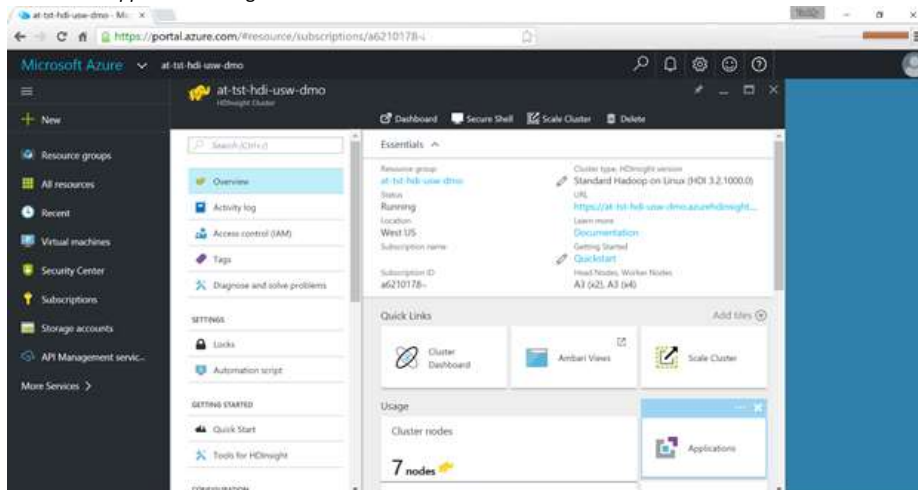 at-tst-hdi-usw-dmo - Mi
https://portal.azure.com/#resource/subscriptions/a6210178-
Microsoft Azure at-tst-hdi-usw-dmo
at-tst-hdi-usw-dmo
HDInsight Cluster
New
Dashboard Secure Shell Scale Cluster Delete
Resource groups
All resources
Recent
Virtual machines
Security Center
Subscriptions
Storage accounts
API Management servic...
More Services >
Search (Ctrl+/)
Overview
Activity log
Access control (IAM)
Tags
Diagnose and solve problems
SETTINGS
Locks
Automation script
GETTING STARTED
Quick Start
Tools for HDInsight
CONFIGURATION
Essentials
Resource group
at-tst-hdi-usw-dmo
Status
Running
Location
West US
Subscription name
Subscription ID
a6210178-
Cluster type, HDInsight version
Standard Hadoop on Linux (HDI 3.2.1000.0)
URL
https://at-tst-hdi-usw-dmo.azurehdinsight...
Learn more
Documentation
Getting Started
Quickstart
Head Nodes, Worker Nodes
A3 (x2), A3 (x4)
Quick Links
Add tiles
Cluster
Dashboard
Ambari Views
Scale Cluster
Usage
Cluster nodes
7 nodes
Applications